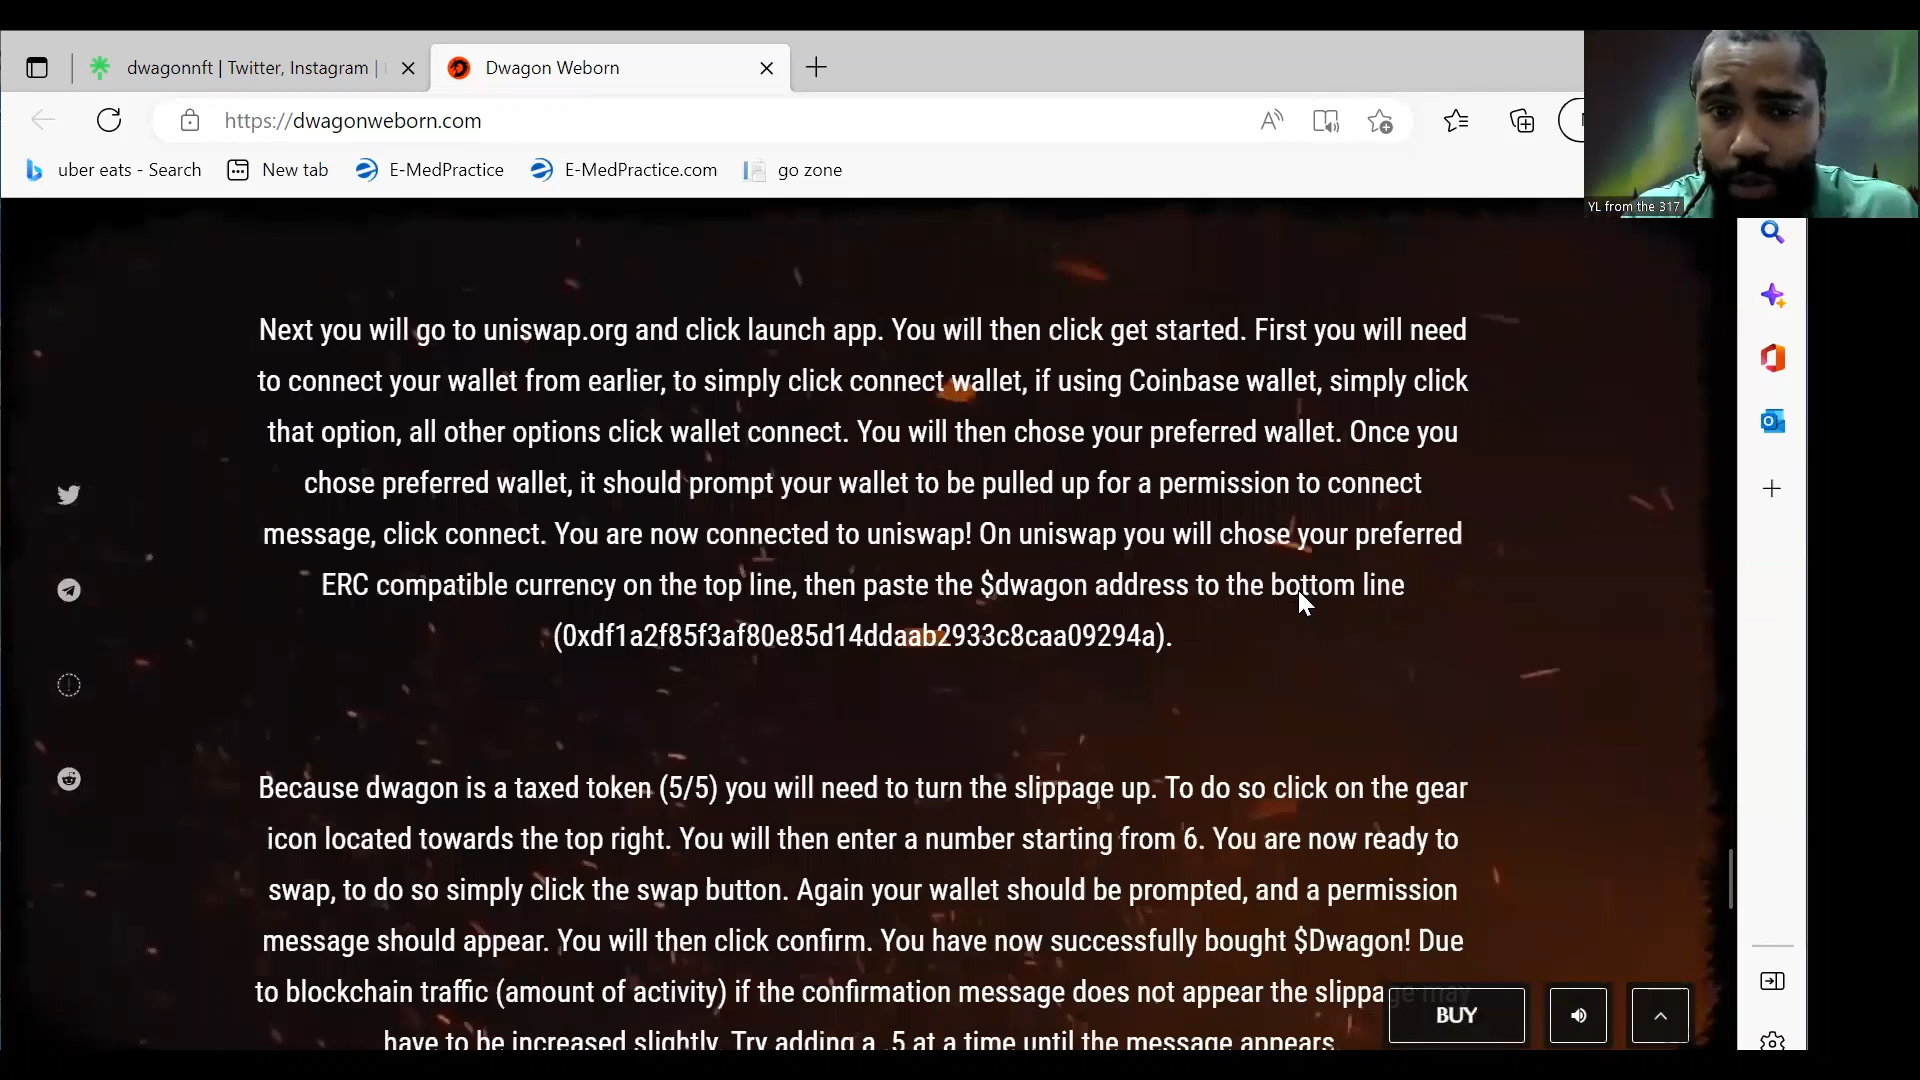 dwagonnft | Twitter, Instagram |
Dwagon Weborn
https://dwagonweborn.com
uber eats - Search
New tab
E-MedPractice
E-MedPractice.com
go zone
YL from the 317
Next you will go to uniswap.org and click launch app. You will then click get started. First you will need
to connect your wallet from earlier, to simply click connect wallet, if using Coinbase wallet, simply click
that option, all other options click wallet connect. You will then chose your preferred wallet. Once you
chose preferred wallet, it should prompt your wallet to be pulled up for a permission to connect
message, click connect. You are now connected to uniswap! On uniswap you will chose your preferred
ERC compatible currency on the top line, then paste the $dwagon address to the bottom line
(0xdf1a2f85f3af80e85d14ddaab2933c8caa09294a).
Because dwagon is a taxed token (5/5) you will need to turn the slippage up. To do so click on the gear
icon located towards the top right. You will then enter a number starting from 6. You are now ready to
swap, to do so simply click the swap button. Again your wallet should be prompted, and a permission
message should appear. You will then click confirm. You have now successfully bought $Dwagon! Due
to blockchain traffic (amount of activity) if the confirmation message does not appear the slippage may
have to be increased slightly. Try adding a .5 at a time until the message appears.
BUY